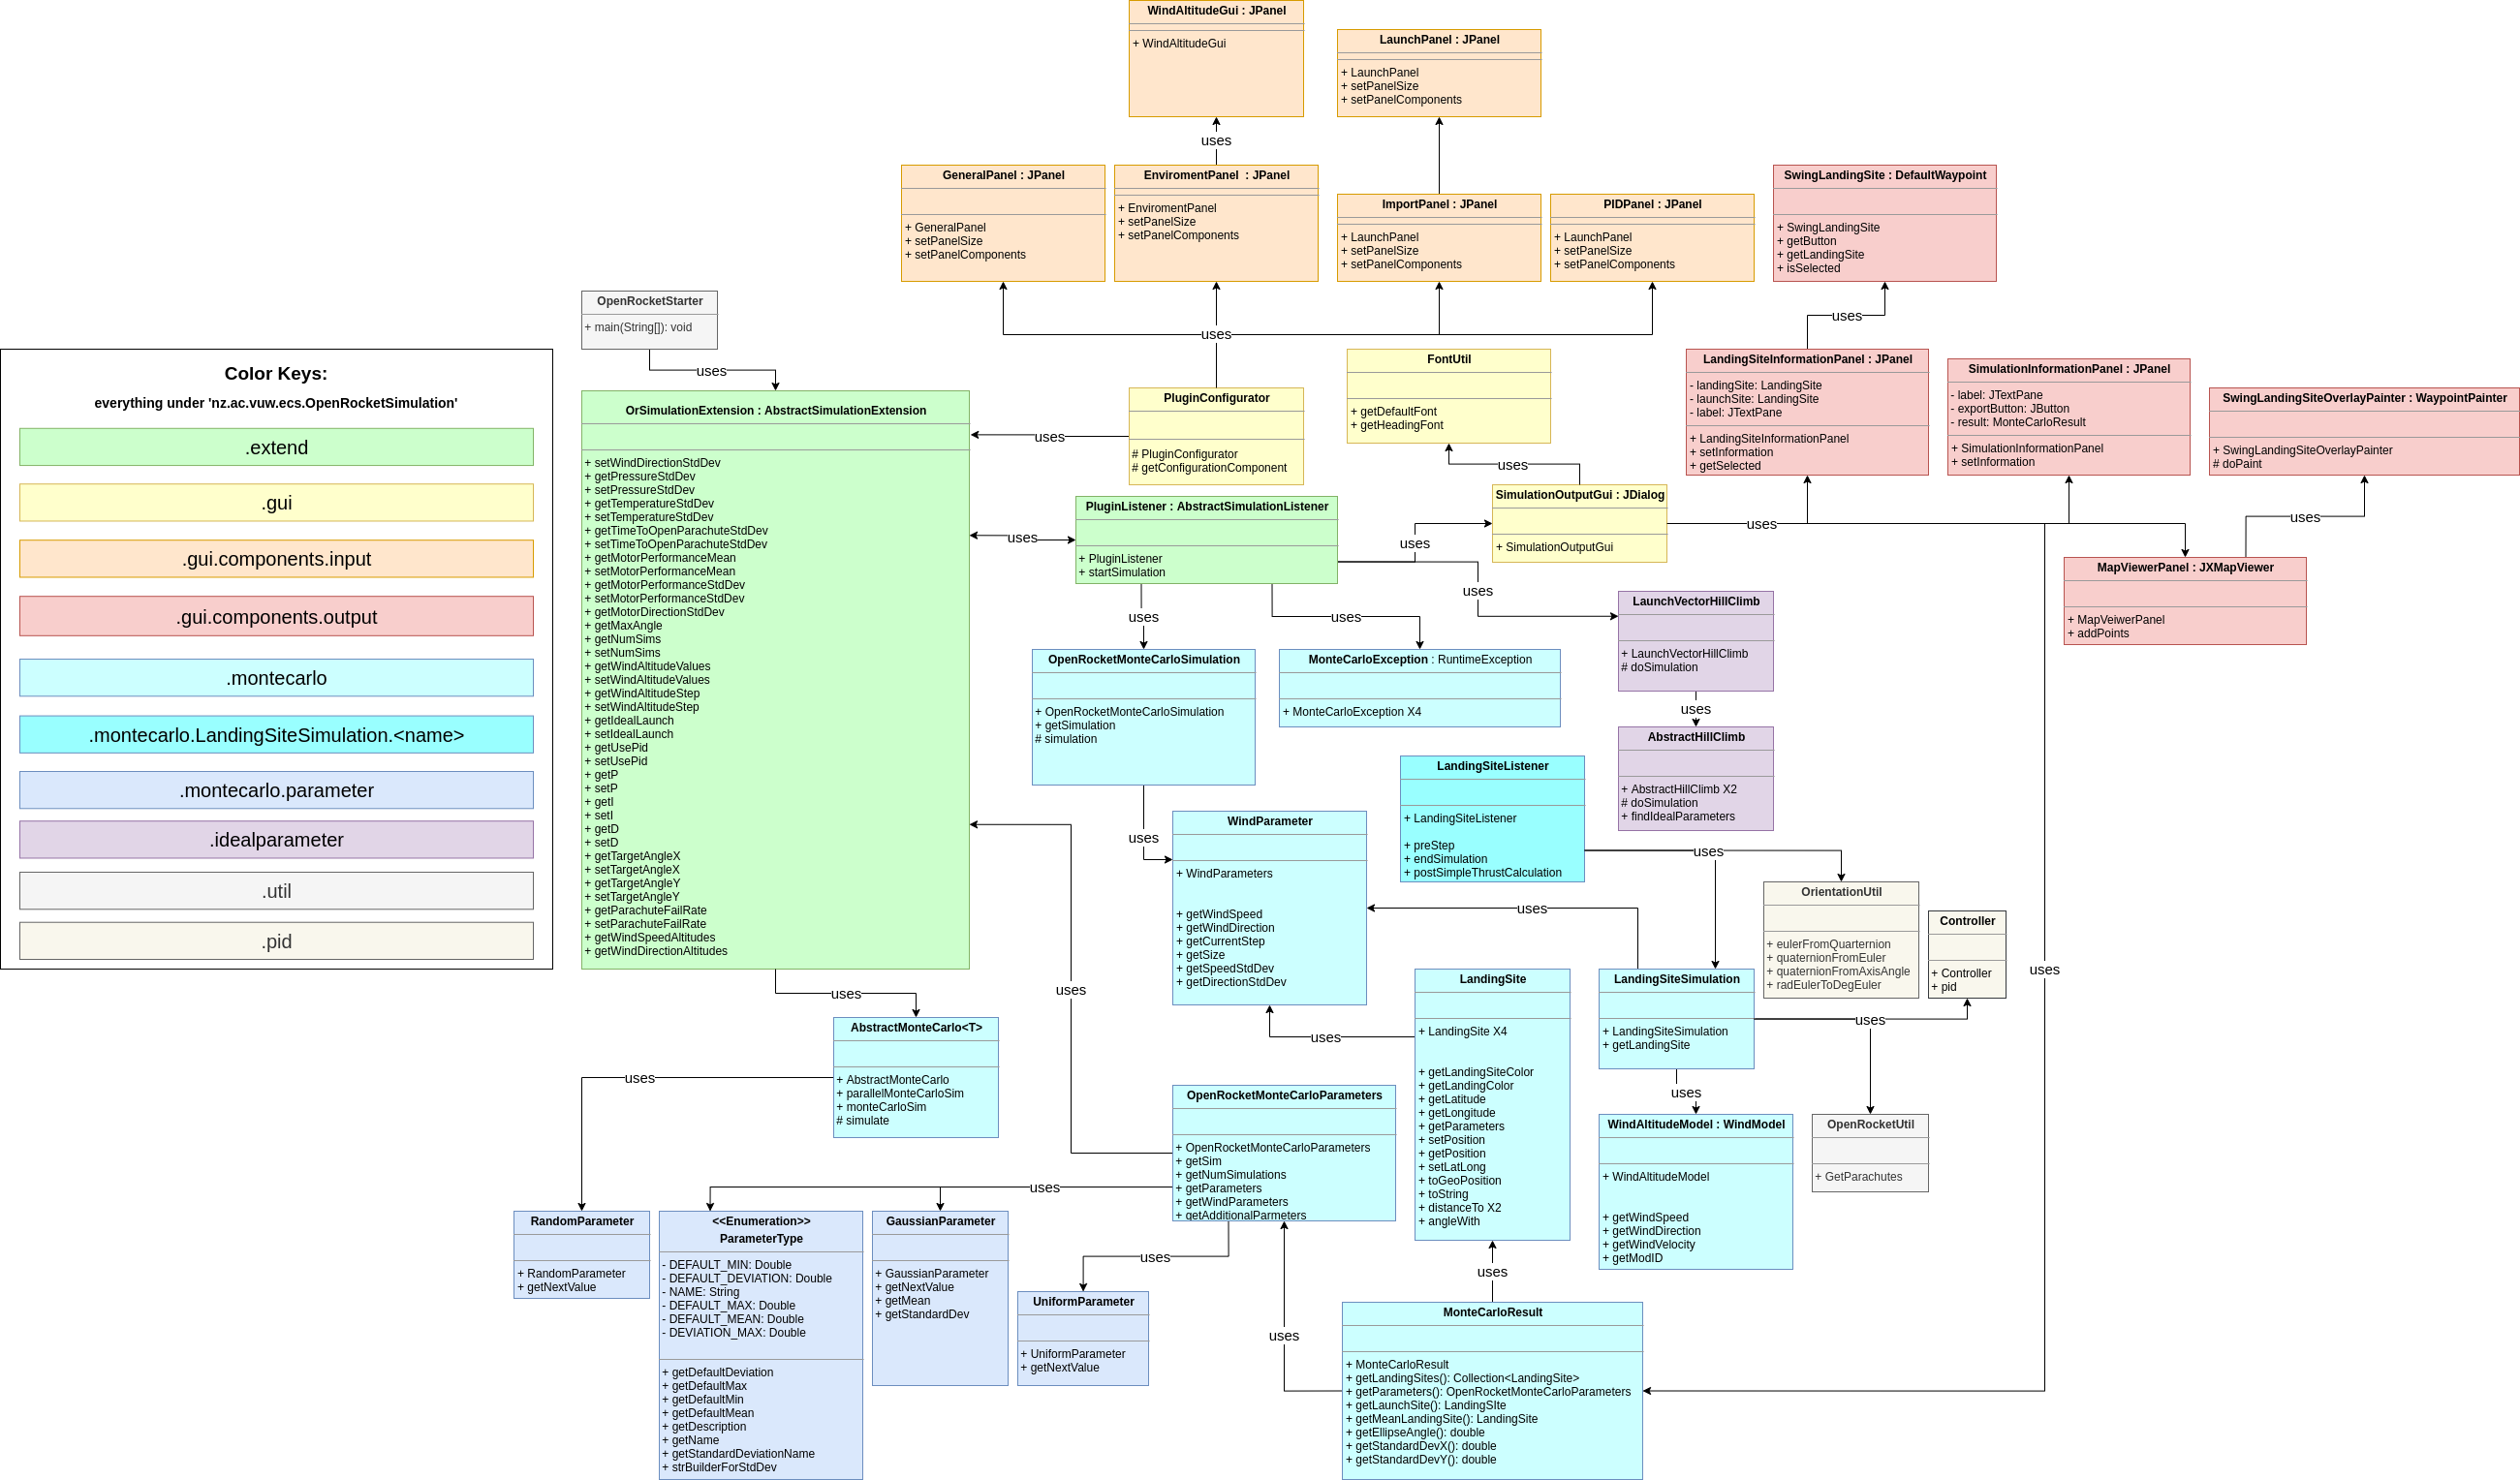 WindAltitudeGui : JPanel
+ WindAltitudeGui
LaunchPanel : JPanel
+ LaunchPanel
+ setPanelSize
+ setPanelComponents
uses
GeneralPanel : JPanel
+ GeneralPanel
+ setPanelSize
+ setPanelComponents
EnviromentPanel : JPanel
+ EnviromentPanel
+ setPanelSize
+ setPanelComponents
ImportPanel : JPanel
+ LaunchPanel
+ setPanelSize
+ setPanelComponents
PIDPanel : JPanel
+ LaunchPanel
+ setPanelSize
+ setPanelComponents
SwingLandingSite : DefaultWaypoint
+ SwingLandingSite
+ getButton
+ getLandingSite
+ isSelected
OpenRocketStarter
+ main(String[]): void
uses
uses
uses
Color Keys:
everything under 'nz.ac.vuw.ecs.OpenRocketSimulation'
.extend
.gui
.gui.components.input
.gui.components.output
.montecarlo
.montecarlo.LandingSiteSimulation.<name>
.montecarlo.parameter
.idealparameter
.util
.pid
OrSimulationExtension : AbstractSimulationExtension
+ setWindDirectionStdDev
+ getPressureStdDev
+ setPressureStdDev
+ getTemperatureStdDev
+ setTemperatureStdDev
+ getTimeToOpenParachuteStdDev
+ setTimeToOpenParachuteStdDev
+ getMotorPerformanceMean
+ setMotorPerformanceMean
+ getMotorPerformanceStdDev
+ setMotorPerformanceStdDev
+ getMotorDirectionStdDev
+ getMaxAngle
+ getNumSims
+ setNumSims
+ getWindAltitudeValues
+ setWindAltitudeValues
+ getWindAltitudeStep
+ setWindAltitudeStep
+ getIdealLaunch
+ setIdealLaunch
+ getUsePid
+ setUsePid
+ getP
+ setP
+ getI
+ setI
+ getD
+ setD
+ getTargetAngleX
+ setTargetAngleX
+ getTargetAngleY
+ setTargetAngleY
+ getParachuteFailRate
+ setParachuteFailRate
+ getWindSpeedAltitudes
+ getWindDirectionAltitudes
PluginConfigurator
# PluginConfigurator
# getConfigurationComponent
uses
FontUtil
+ getDefaultFont
+ getHeadingFont
uses
LandingSiteInformationPanel : JPanel
- landingSite: LandingSite
- launchSite: LandingSite
- label: JTextPane
+ LandingSiteInformationPanel
+ setInformation
+ getSelected
SimulationInformationPanel : JPanel
- label: JTextPane
- exportButton: JButton
- result: MonteCarloResult
+ SimulationInformationPanel
+ setInformation
SwingLandingSiteOverlayPainter : WaypointPainter
+ SwingLandingSiteOverlayPainter
# doPaint
PluginListener : AbstractSimulationListener
+ PluginListener
+ startSimulation
uses
SimulationOutputGui : JDialog
+ SimulationOutputGui
uses
uses
uses
MapViewerPanel : JXMapViewer
+ MapVeiwerPanel
+ addPoints
uses
uses
uses
LaunchVectorHillClimb
+ LaunchVectorHillClimb
# doSimulation
OpenRocketMonteCarloSimulation
+ OpenRocketMonteCarloSimulation
+ getSimulation
# simulation
MonteCarloException : RuntimeException
+ MonteCarloException X4
uses
AbstractHillClimb
+ AbstractHillClimb X2
# doSimulation
+ findIdealParameters
LandingSiteListener
+ LandingSiteListener
+ preStep
+ endSimulation
+ postSimpleThrustCalculation
uses
WindParameter
+ WindParameters
+ getWindSpeed
+ getWindDirection
+ getCurrentStep
+ getSize
+ getSpeedStdDev
+ getDirectionStdDev
uses
uses
OrientationUtil
+ eulerFromQuarternion
+ quaternionFromEuler
+ quaternionFromAxisAngle
+ radEulerToDegEuler
Controller
+ Controller
+ pid
uses
uses
uses
LandingSite
+ LandingSite X4
+ getLandingSiteColor
+ getLandingColor
+ getLatitude
+ getLongitude
+ getParameters
+ setPosition
+ getPosition
+ setLatLong
+ toGeoPosition
+ toString
+ distanceTo X2
+ angleWith
LandingSiteSimulation
+ LandingSiteSimulation
+ getLandingSite
uses
uses
uses
AbstractMonteCarlo<T>
+ AbstractMonteCarlo
+ parallelMonteCarloSim
+ monteCarloSim
# simulate
uses
OpenRocketMonteCarloParameters
+ OpenRocketMonteCarloParameters
+ getSim
+ getNumSimulations
+ getParameters
+ getWindParameters
+ getAdditionalParmeters
WindAltitudeModel : WindModel
+ WindAltitudeModel
+ getWindSpeed
+ getWindDirection
+ getWindVelocity
+ getModID
OpenRocketUtil
+ GetParachutes
uses
RandomParameter
+ RandomParameter
+ getNextValue
<<Enumeration>>
ParameterType
- DEFAULT_MIN: Double
- DEFAULT_DEVIATION: Double
- NAME: String
- DEFAULT_MAX: Double
- DEFAULT_MEAN: Double
- DEVIATION_MAX: Double
+ getDefaultDeviation
+ getDefaultMax
+ getDefaultMin
+ getDefaultMean
+ getDescription
+ getName
+ getStandardDeviationName
+ strBuilderForStdDev
GaussianParameter
+ GaussianParameter
+ getNextValue
+ getMean
+ getStandardDev
uses
UniformParameter
+ UniformParameter
+ getNextValue
uses
uses
MonteCarloResult
+ MonteCarloResult
+ getLandingSites(): Collection<LandingSite>
+ getParameters(): OpenRocketMonteCarloParameters
+ getLaunchSite(): LandingSIte
+ getMeanLandingSite(): LandingSite
+ getEllipseAngle(): double
+ getStandardDevX(): double
+ getStandardDevY(): double